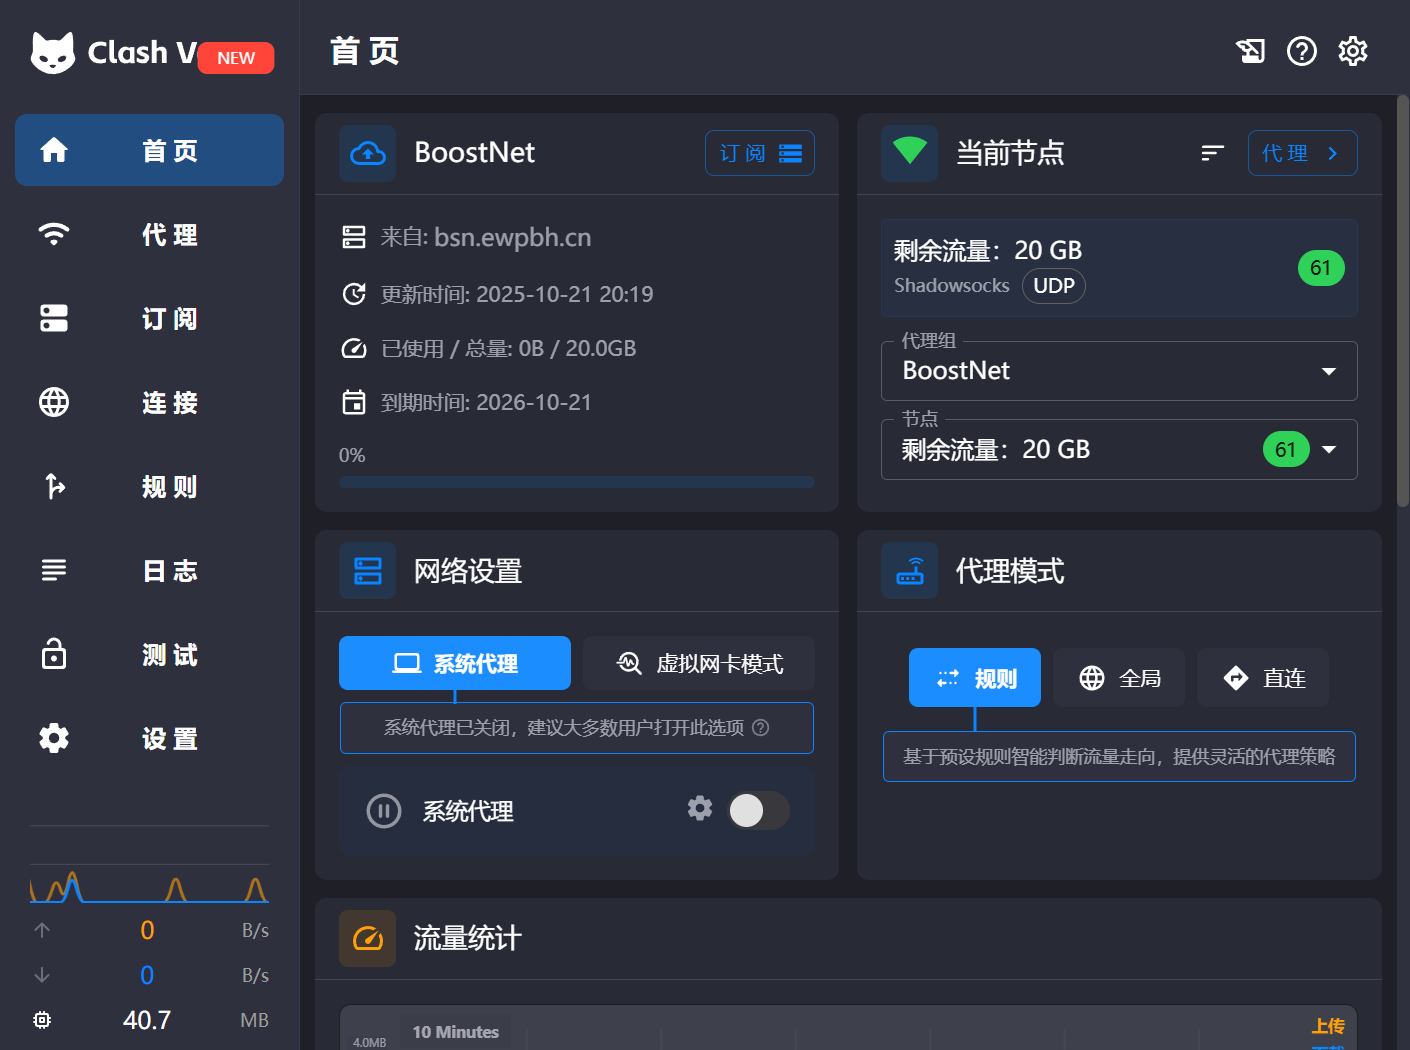 Clash V
NEW
首 页
首 页
代 理
订 阅
连 接
规 则
日 志
测 试
设 置
0 B/s
0 B/s
40.7 MB
BoostNet
订 阅
来自: bsn.ewpbh.cn
更新时间: 2025-10-21 20:19
已使用 / 总量: 0B / 20.0GB
到期时间: 2026-10-21
0%
当前节点
代 理
剩余流量：20 GB
Shadowsocks UDP
61
代理组
BoostNet
节点
剩余流量：20 GB
61
网络设置
系统代理
虚拟网卡模式
系统代理已关闭，建议大多数用户打开此选项
系统代理
代理模式
规则
全局
直连
基于预设规则智能判断流量走向，提供灵活的代理策略
流量统计
10 Minutes
上传
4.0MB